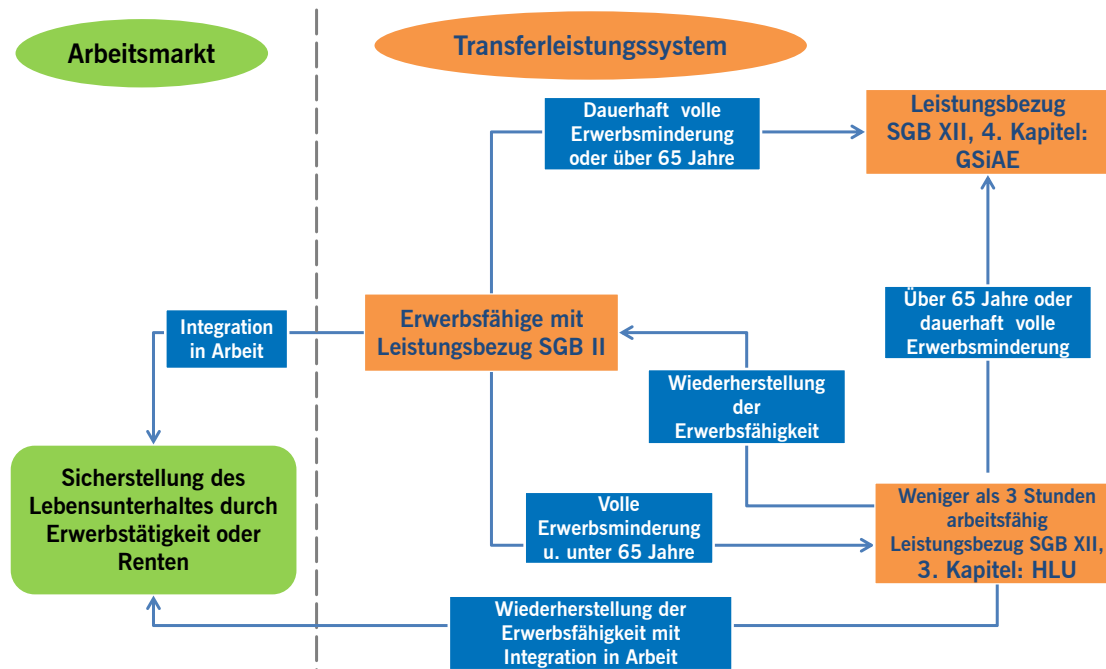 Arbeitsmarkt
Transferleistungssystem
Dauerhaft volle
Erwerbsminderung
oder über 65 Jahre
Leistungsbezug
SGB XII, 4. Kapitel:
GSiAE
Integration
in Arbeit
Erwerbsfähige mit
Leistungsbezug SGB II
Über 65 Jahre oder
dauerhaft volle
Erwerbsminderung
Wiederherstellung
der
Erwerbsfähigkeit
Sicherstellung des
Lebensunterhaltes durch
Erwerbstätigkeit oder
Renten
Volle
Erwerbsminderung
u. unter 65 Jahre
Weniger als 3 Stunden
arbeitsfähig
Leistungsbezug SGB XII,
3. Kapitel: HLU
Wiederherstellung der
Erwerbsfähigkeit mit
Integration in Arbeit